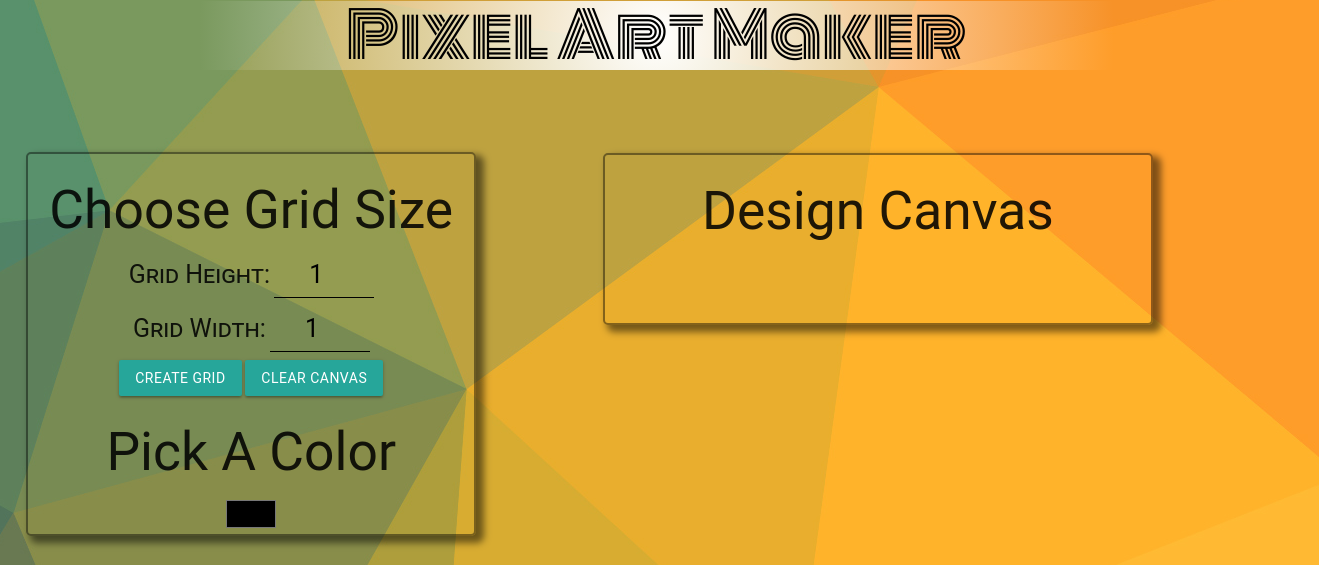 Pixel Art Maker
Choose Grid Size
Grid Height: 1
Grid Width: 1
CREATE GRID CLEAR CANVAS
Pick A Color
Design Canvas